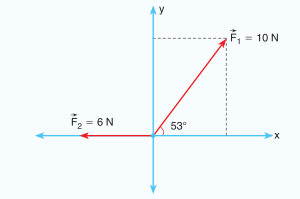 y
F⃗₁ = 10 N
F⃗₂ = 6 N
53°
x